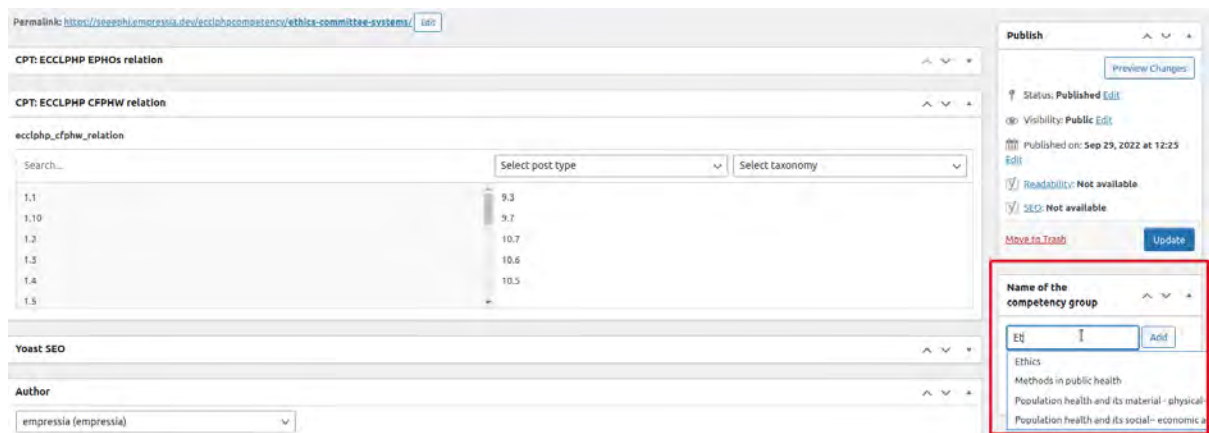 Permalink: https://seeephi.empressia.dev/ecclphpcompetency/ethics-committee-systems/ Edit
CPT: ECCLPHP EPHOs relation
CPT: ECCLPHP CFPHW relation
ecclphp_cfphw_relation
Search...
Select post type
Select taxonomy
1.1
1.10
1.2
1.3
1.4
1.5
9.3
9.7
10.7
10.6
10.5
Yoast SEO
Author
empressia (empressia)
Publish
Preview Changes
Status: Published Edit
Visibility: Public Edit
Published on: Sep 29, 2022 at 12:25
Edit
Readability: Not available
SEO: Not available
Move to Trash
Update
Name of the
competency group
Et
Add
Ethics
Methods in public health
Population health and its material - physical-
Population health and its social– economic a